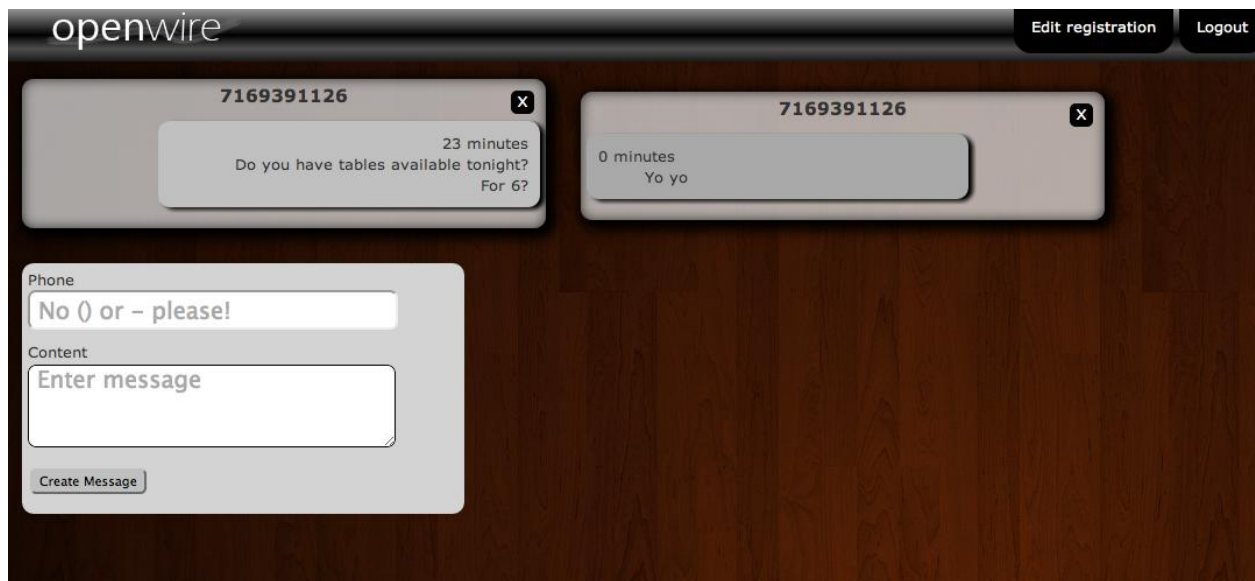 openwire
Edit registration
Logout
7169391126
X
23 minutes
Do you have tables available tonight?
For 6?
7169391126
X
0 minutes
Yo yo
Phone
No () or – please!
Content
Enter message
Create Message